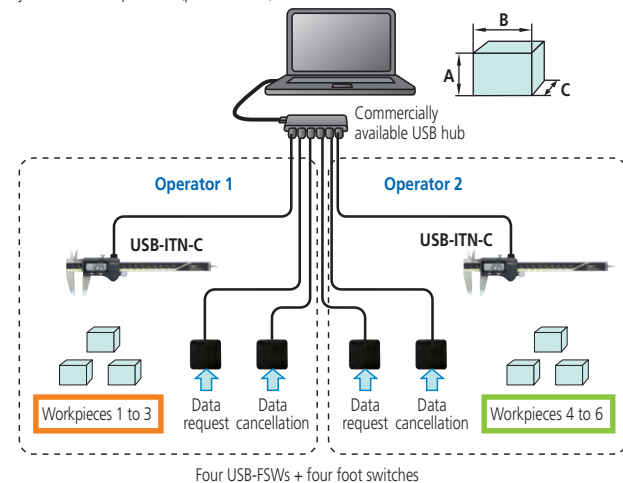 B
A
C
Commercially
available USB hub
Operator 1
Operator 2
USB-ITN-C
USB-ITN-C
Workpieces 1 to 3
Data
request
Data
cancellation
Data
request
Data
cancellation
Workpieces 4 to 6
Four USB-FSWs + four foot switches